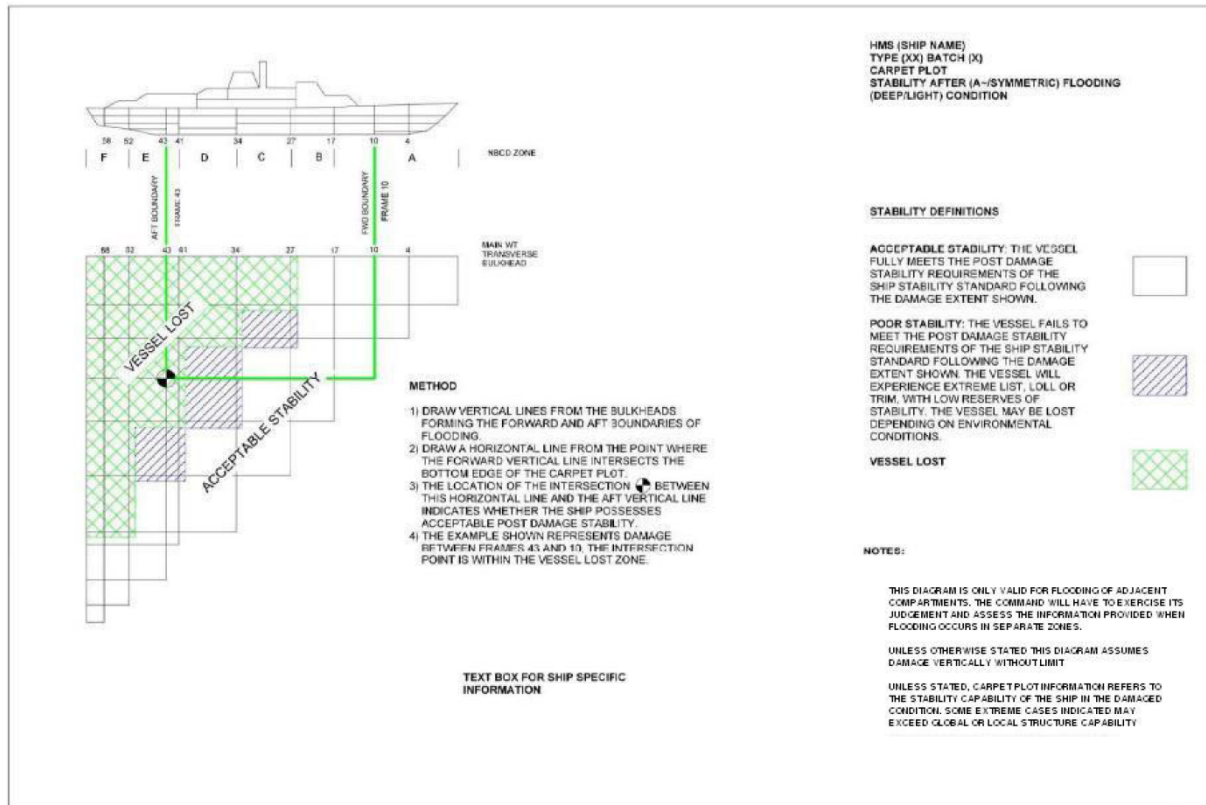 HMS (SHIP NAME)
TYPE (XX) BATCH (X)
CARPET PLOT
STABILITY AFTER (A~/SYMMETRIC) FLOODING
(DEEP/LIGHT) CONDITION
58 52 43 41 34 27 17 10 4
F E D C B A
NBCD ZONE
AFT BOUNDARY
FRAME 43
FWD BOUNDARY
FRAME 10
52 43 34 27 17 10 4
MAIN WT
TRANSVERSE
BULKHEAD
VESSEL LOST
ACCEPTABLE STABILITY
METHOD
1) DRAW VERTICAL LINES FROM THE BULKHEADS
FORMING THE FORWARD AND AFT BOUNDARIES OF
FLOODING.
2) DRAW A HORIZONTAL LINE FROM THE POINT WHERE
THE FORWARD VERTICAL LINE INTERSECTS THE
BOTTOM EDGE OF THE CARPET PLOT.
3) THE LOCATION OF THE INTERSECTION BETWEEN
THIS HORIZONTAL LINE AND THE AFT VERTICAL LINE
INDICATES WHETHER THE SHIP POSSESSES
ACCEPTABLE POST DAMAGE STABILITY.
4) THE EXAMPLE SHOWN REPRESENTS DAMAGE
BETWEEN FRAMES 43 AND 10, THE INTERSECTION
POINT IS WITHIN THE VESSEL LOST ZONE.
TEXT BOX FOR SHIP SPECIFIC
INFORMATION
STABILITY DEFINITIONS
ACCEPTABLE STABILITY: THE VESSEL
FULLY MEETS THE POST DAMAGE
STABILITY REQUIREMENTS OF THE
SHIP STABILITY STANDARD FOLLOWING
THE DAMAGE EXTENT SHOWN.
POOR STABILITY: THE VESSEL FAILS TO
MEET THE POST DAMAGE STABILITY
REQUIREMENTS OF THE SHIP STABILITY
STANDARD FOLLOWING THE DAMAGE
EXTENT SHOWN. THE VESSEL WILL
EXPERIENCE EXTREME LIST, LOLL OR
TRIM, WITH LOW RESERVES OF
STABILITY. THE VESSEL MAY BE LOST
DEPENDING ON ENVIRONMENTAL
CONDITIONS.
VESSEL LOST
NOTES:
THIS DIAGRAM IS ONLY VALID FOR FLOODING OF ADJACENT
COMPARTMENTS. THE COMMAND WILL HAVE TO EXERCISE ITS
JUDGEMENT AND ASSESS THE INFORMATION PROVIDED WHEN
FLOODING OCCURS IN SEPARATE ZONES.
UNLESS OTHERWISE STATED THIS DIAGRAM ASSUMES
DAMAGE VERTICALLY WITHOUT LIMIT
UNLESS STATED, CARPET PLOT INFORMATION REFERS TO
THE STABILITY CAPABILITY OF THE SHIP IN THE DAMAGED
CONDITION. SOME EXTREME CASES INDICATED MAY
EXCEED GLOBAL OR LOCAL STRUCTURE CAPABILITY